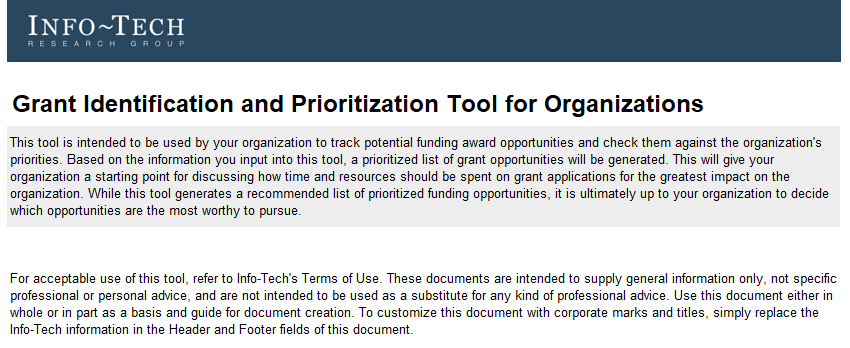 INFO~TECH
RESEARCH GROUP
Grant Identification and Prioritization Tool for Organizations
This tool is intended to be used by your organization to track potential funding award opportunities and check them against the organization's
priorities. Based on the information you input into this tool, a prioritized list of grant opportunities will be generated. This will give your
organization a starting point for discussing how time and resources should be spent on grant applications for the greatest impact on the
organization. While this tool generates a recommended list of prioritized funding opportunities, it is ultimately up to your organization to decide
which opportunities are the most worthy to pursue.
For acceptable use of this tool, refer to Info-Tech's Terms of Use. These documents are intended to supply general information only, not specific
professional or personal advice, and are not intended to be used as a substitute for any kind of professional advice. Use this document either in
whole or in part as a basis and guide for document creation. To customize this document with corporate marks and titles, simply replace the
Info-Tech information in the Header and Footer fields of this document.